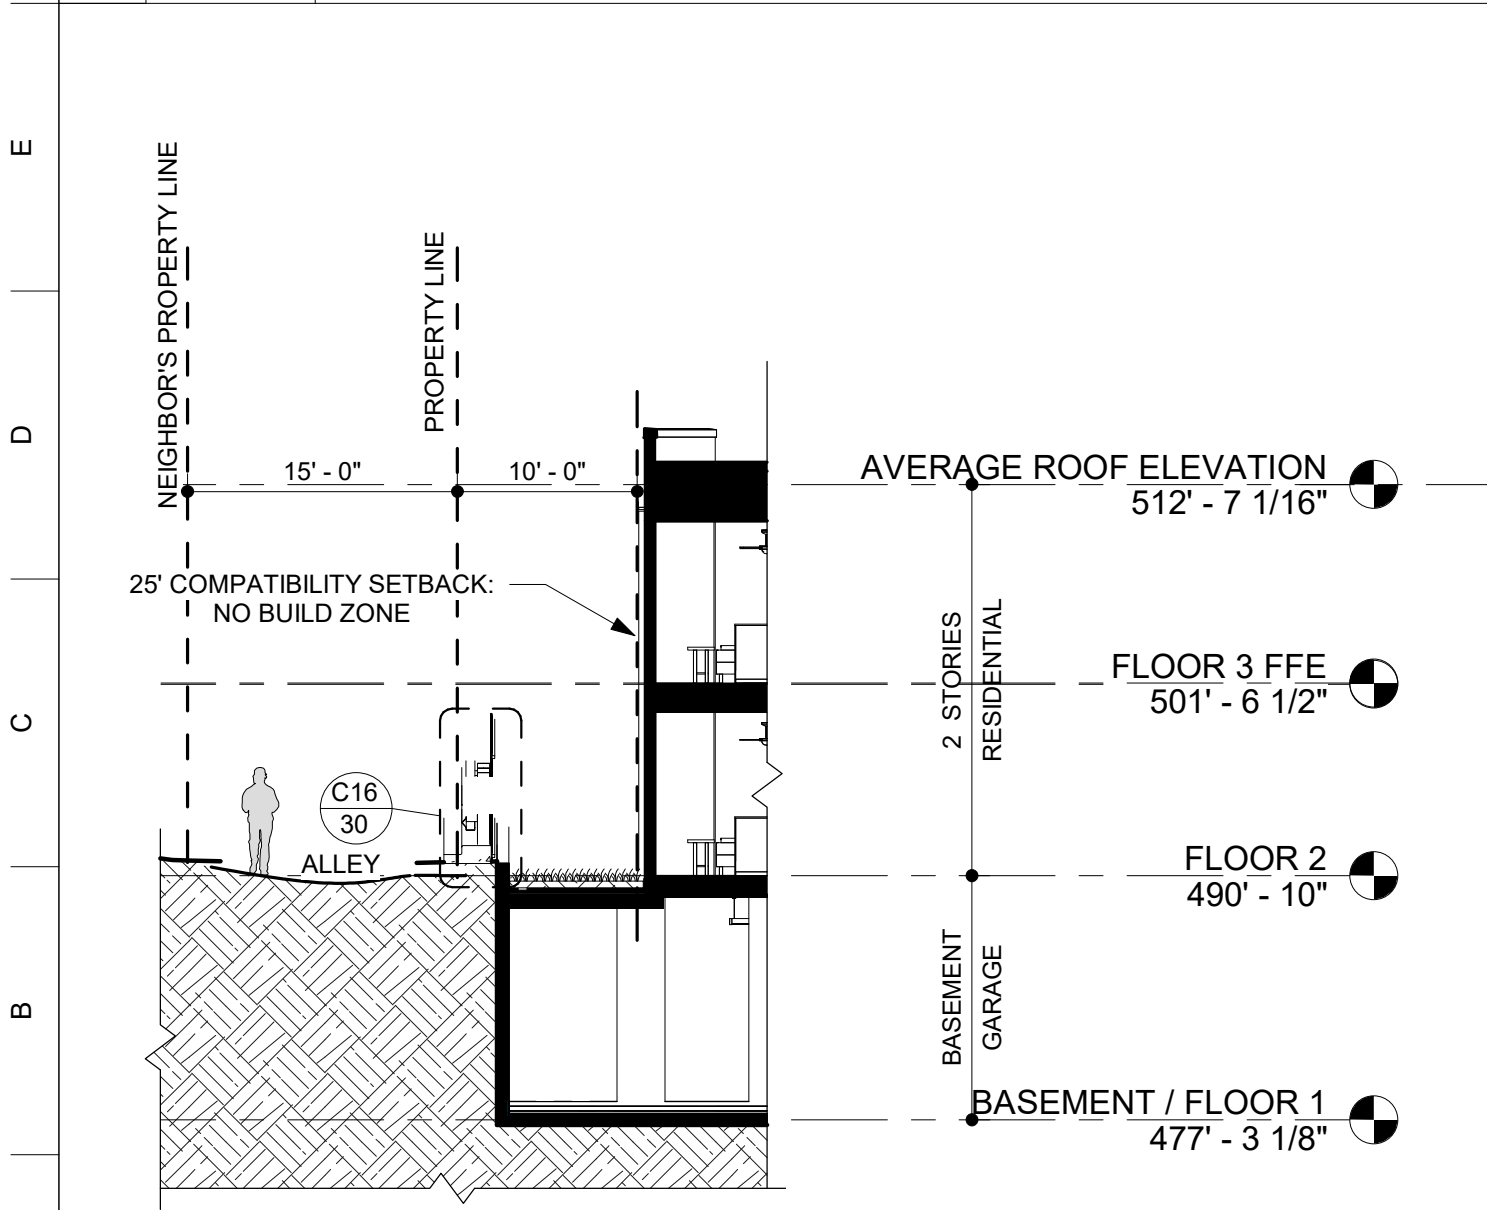 E
D
C
B
NEIGHBOR'S PROPERTY LINE
PROPERTY LINE
15' - 0"
10' - 0"
25' COMPATIBILITY SETBACK:
NO BUILD ZONE
C16
30
ALLEY
AVERAGE ROOF ELEVATION
512' - 7 1/16"
2 STORIES
RESIDENTIAL
FLOOR 3 FFE
501' - 6 1/2"
FLOOR 2
490' - 10"
BASEMENT
GARAGE
BASEMENT / FLOOR 1
477' - 3 1/8"